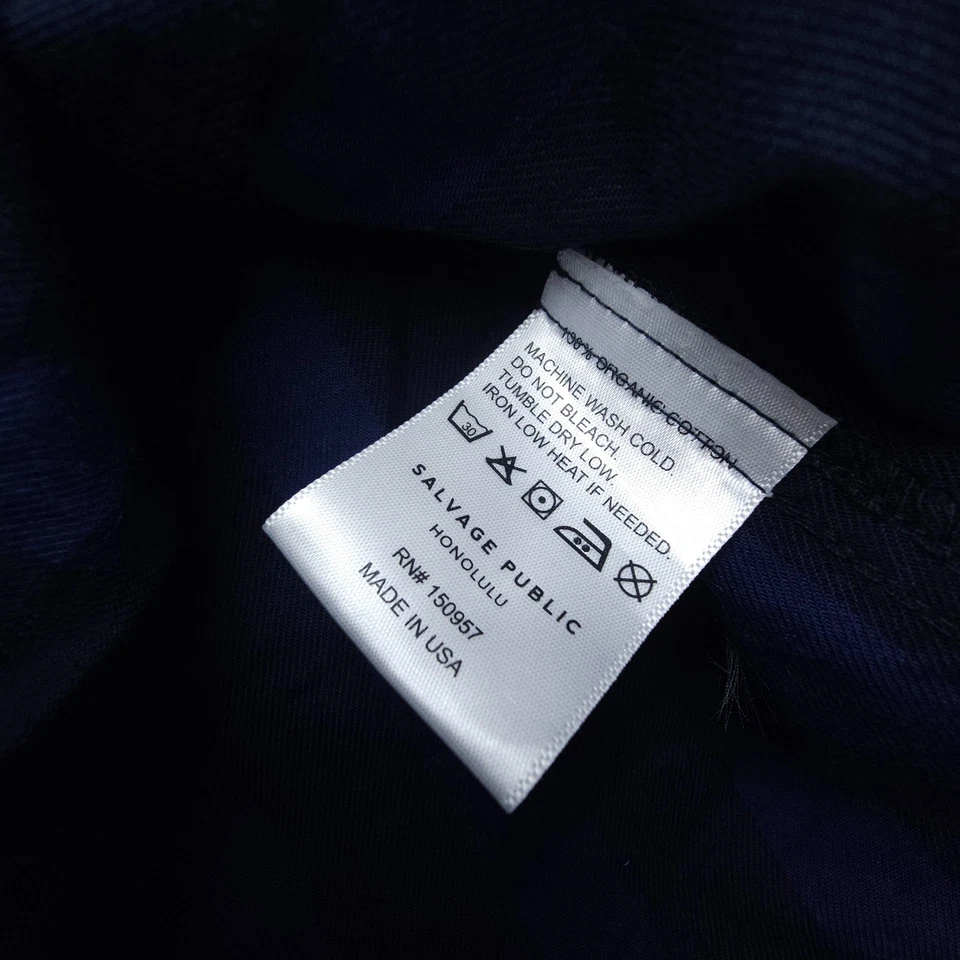 100% ORGANIC COTTON
MACHINE WASH COLD.
DO NOT BLEACH.
TUMBLE DRY LOW.
IRON LOW HEAT IF NEEDED.
30
SALVAGE PUBLIC
HONOLULU
RN# 150957
MADE IN USA